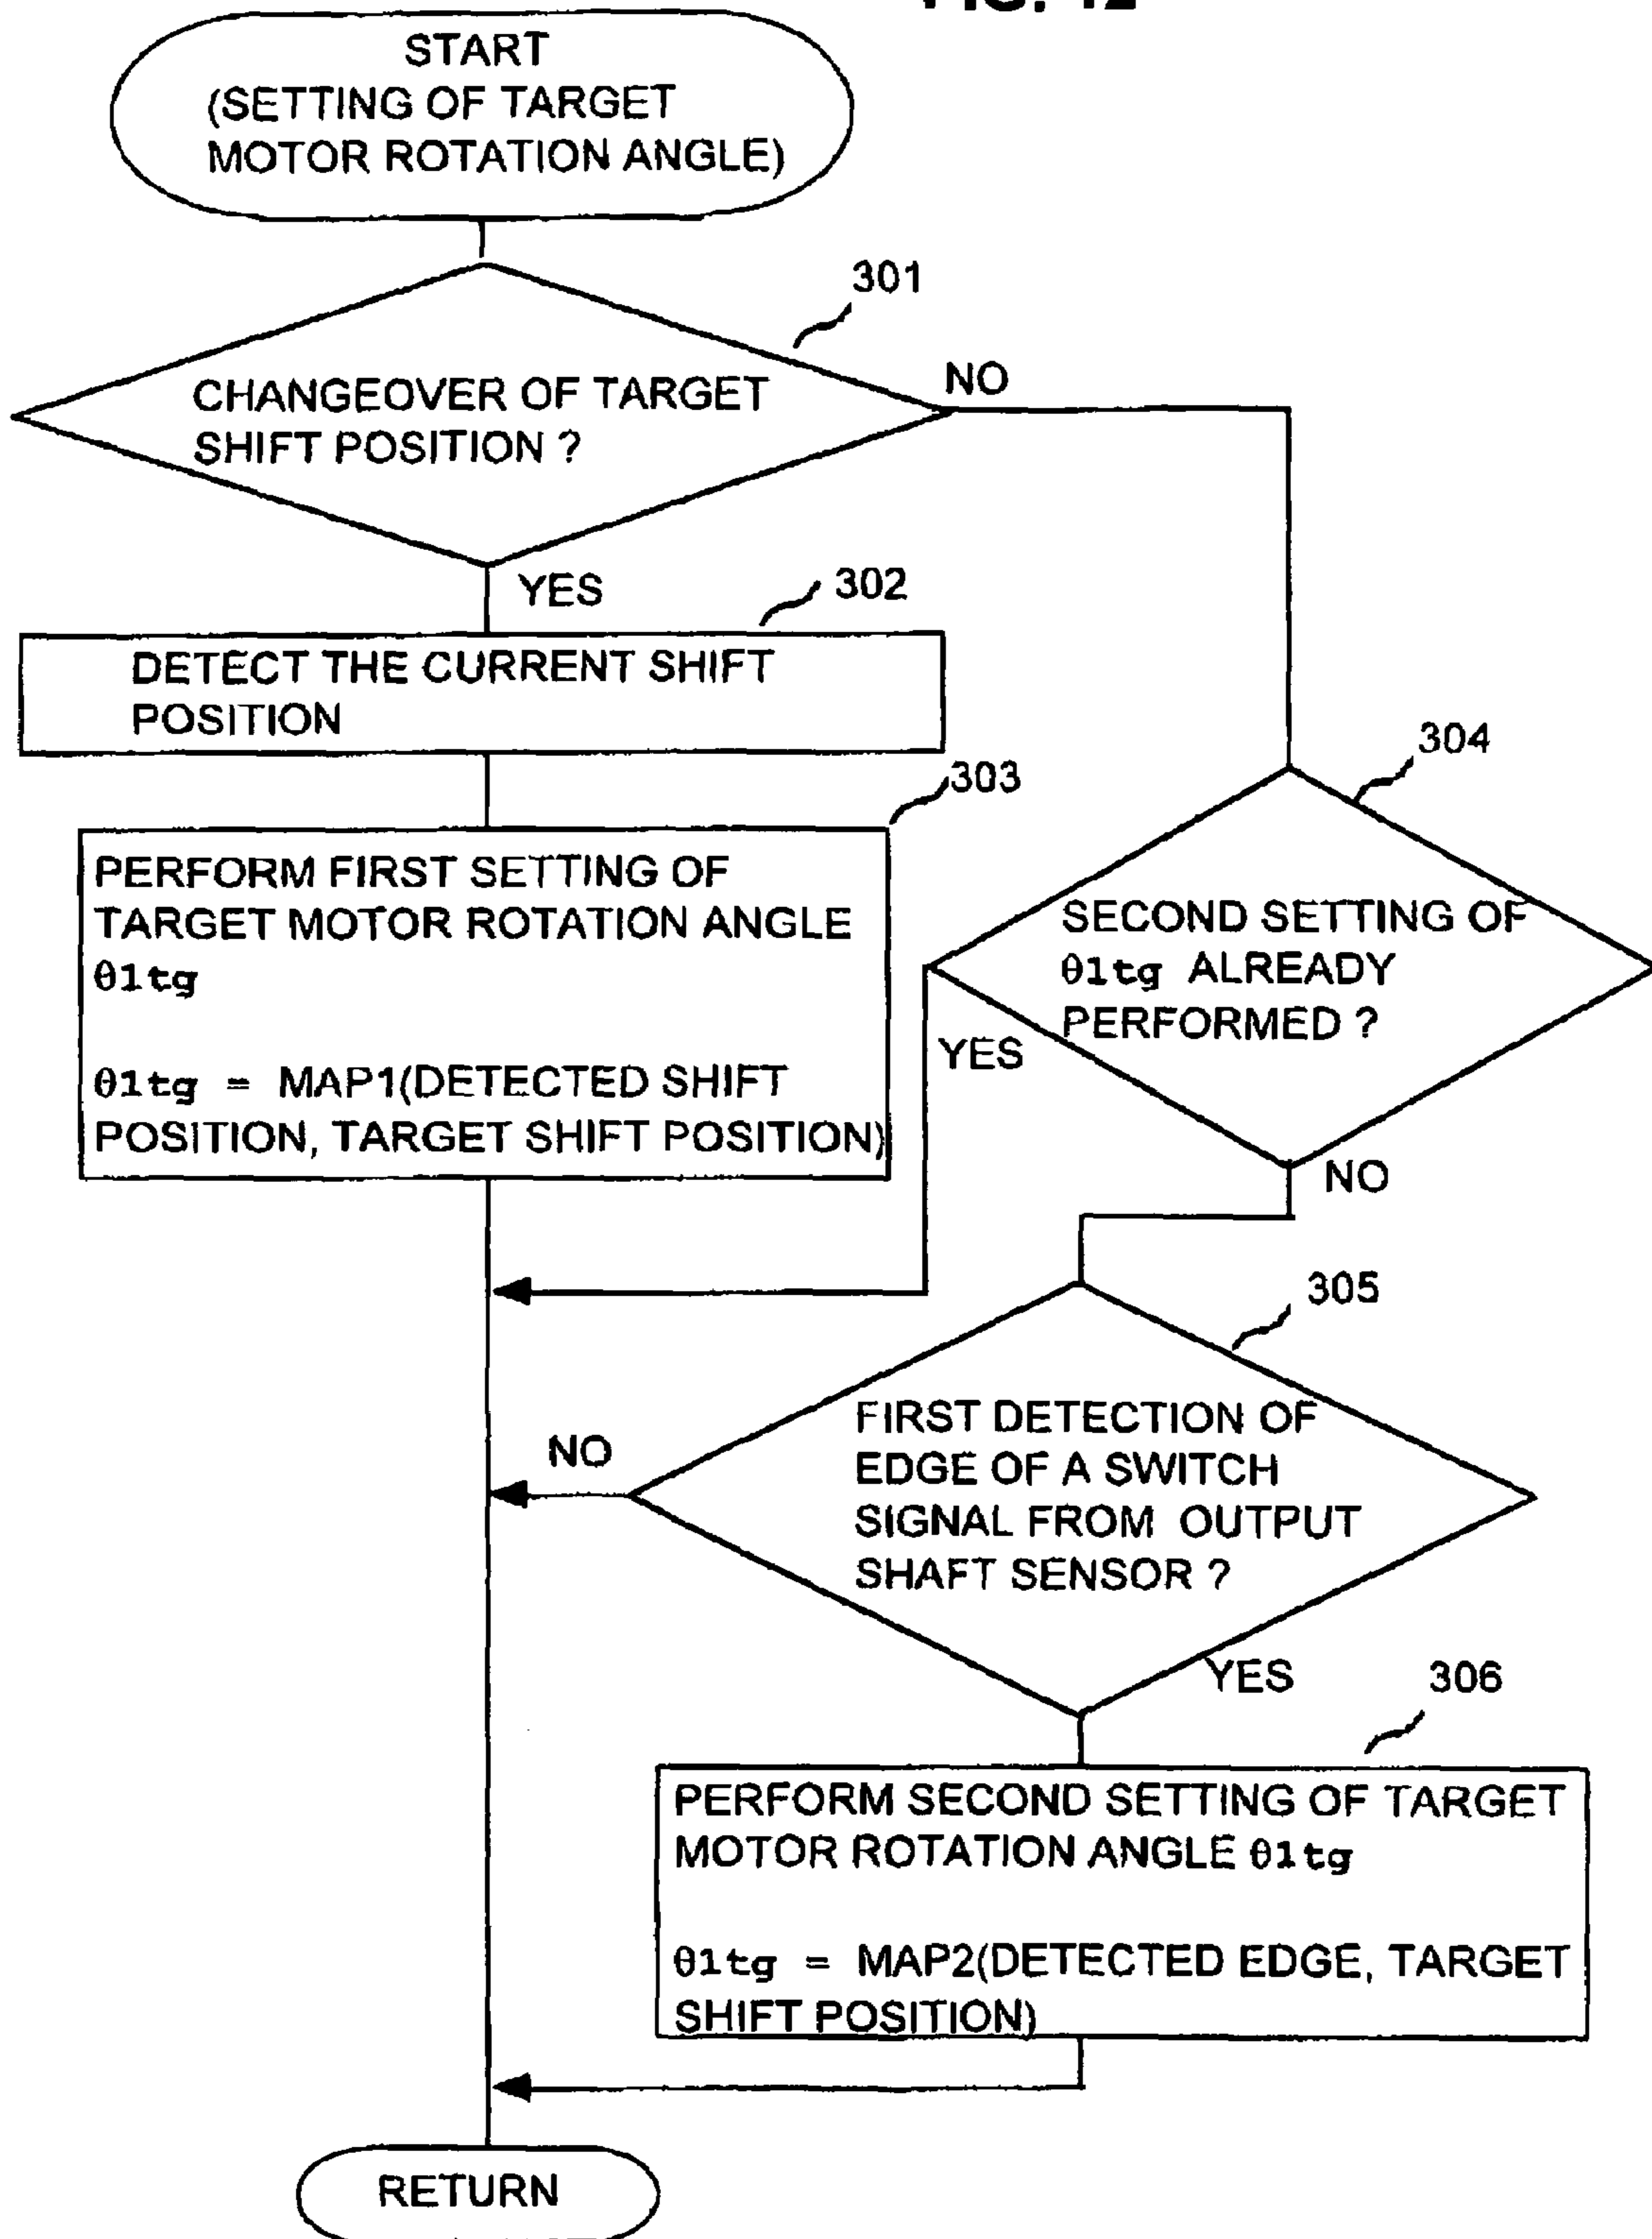 FIG. 12
START
(SETTING OF TARGET
MOTOR ROTATION ANGLE)
301
CHANGEOVER OF TARGET
SHIFT POSITION ?
NO
YES
302
DETECT THE CURRENT SHIFT
POSITION
303
PERFORM FIRST SETTING OF
TARGET MOTOR ROTATION ANGLE
θ1tg
θ1tg = MAP1(DETECTED SHIFT
POSITION, TARGET SHIFT POSITION)
304
SECOND SETTING OF
θ1tg ALREADY
PERFORMED ?
YES
NO
305
FIRST DETECTION OF
EDGE OF A SWITCH
SIGNAL FROM OUTPUT
SHAFT SENSOR ?
NO
YES
306
PERFORM SECOND SETTING OF TARGET
MOTOR ROTATION ANGLE θ1tg
θ1tg = MAP2(DETECTED EDGE, TARGET
SHIFT POSITION)
RETURN